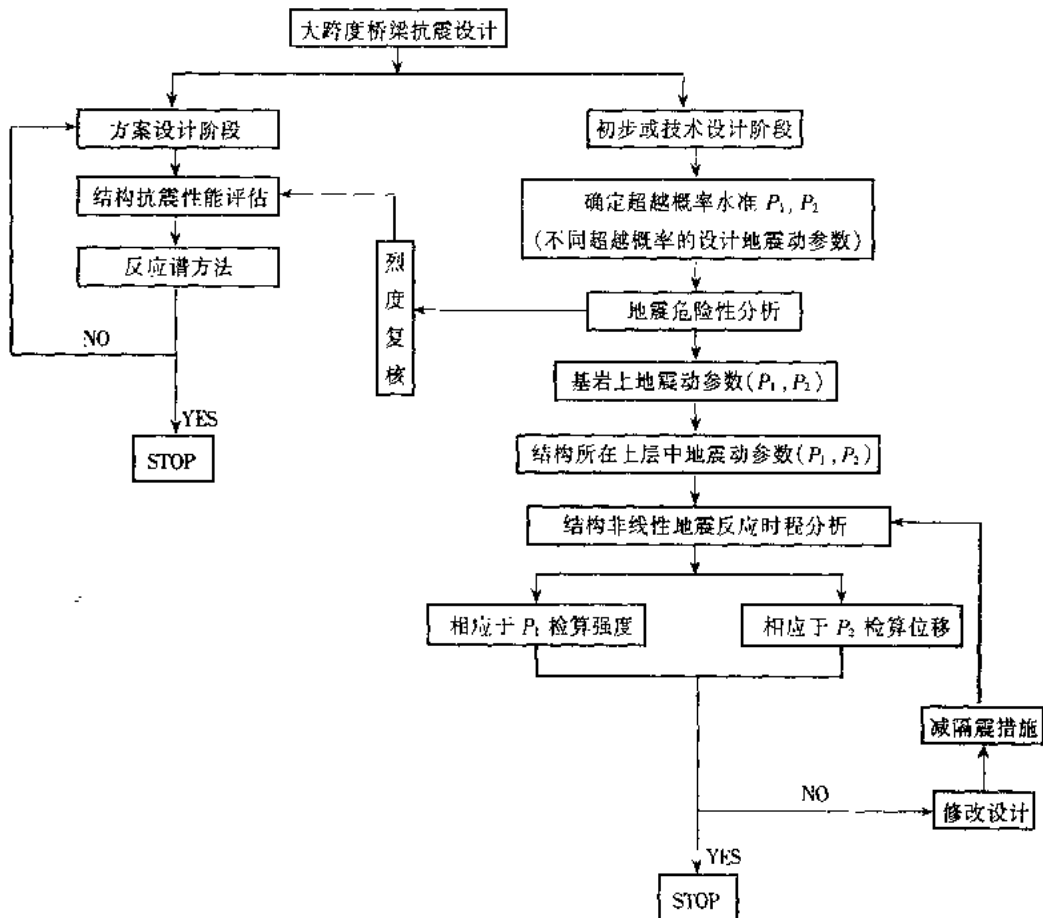 大跨度桥梁抗震设计
方案设计阶段
结构抗震性能评估
反应谱方法
NO
YES
STOP
烈
度
复
核
初步或技术设计阶段
确定超越概率水准 P₁, P₂
(不同超越概率的设计地震动参数)
地震危险性分析
基岩上地震动参数(P₁, P₂)
结构所在土层中地震动参数(P₁, P₂)
结构非线性地震反应时程分析
相应于 P₁ 检算强度
相应于 P₂ 检算位移
减隔震措施
NO
修改设计
YES
STOP